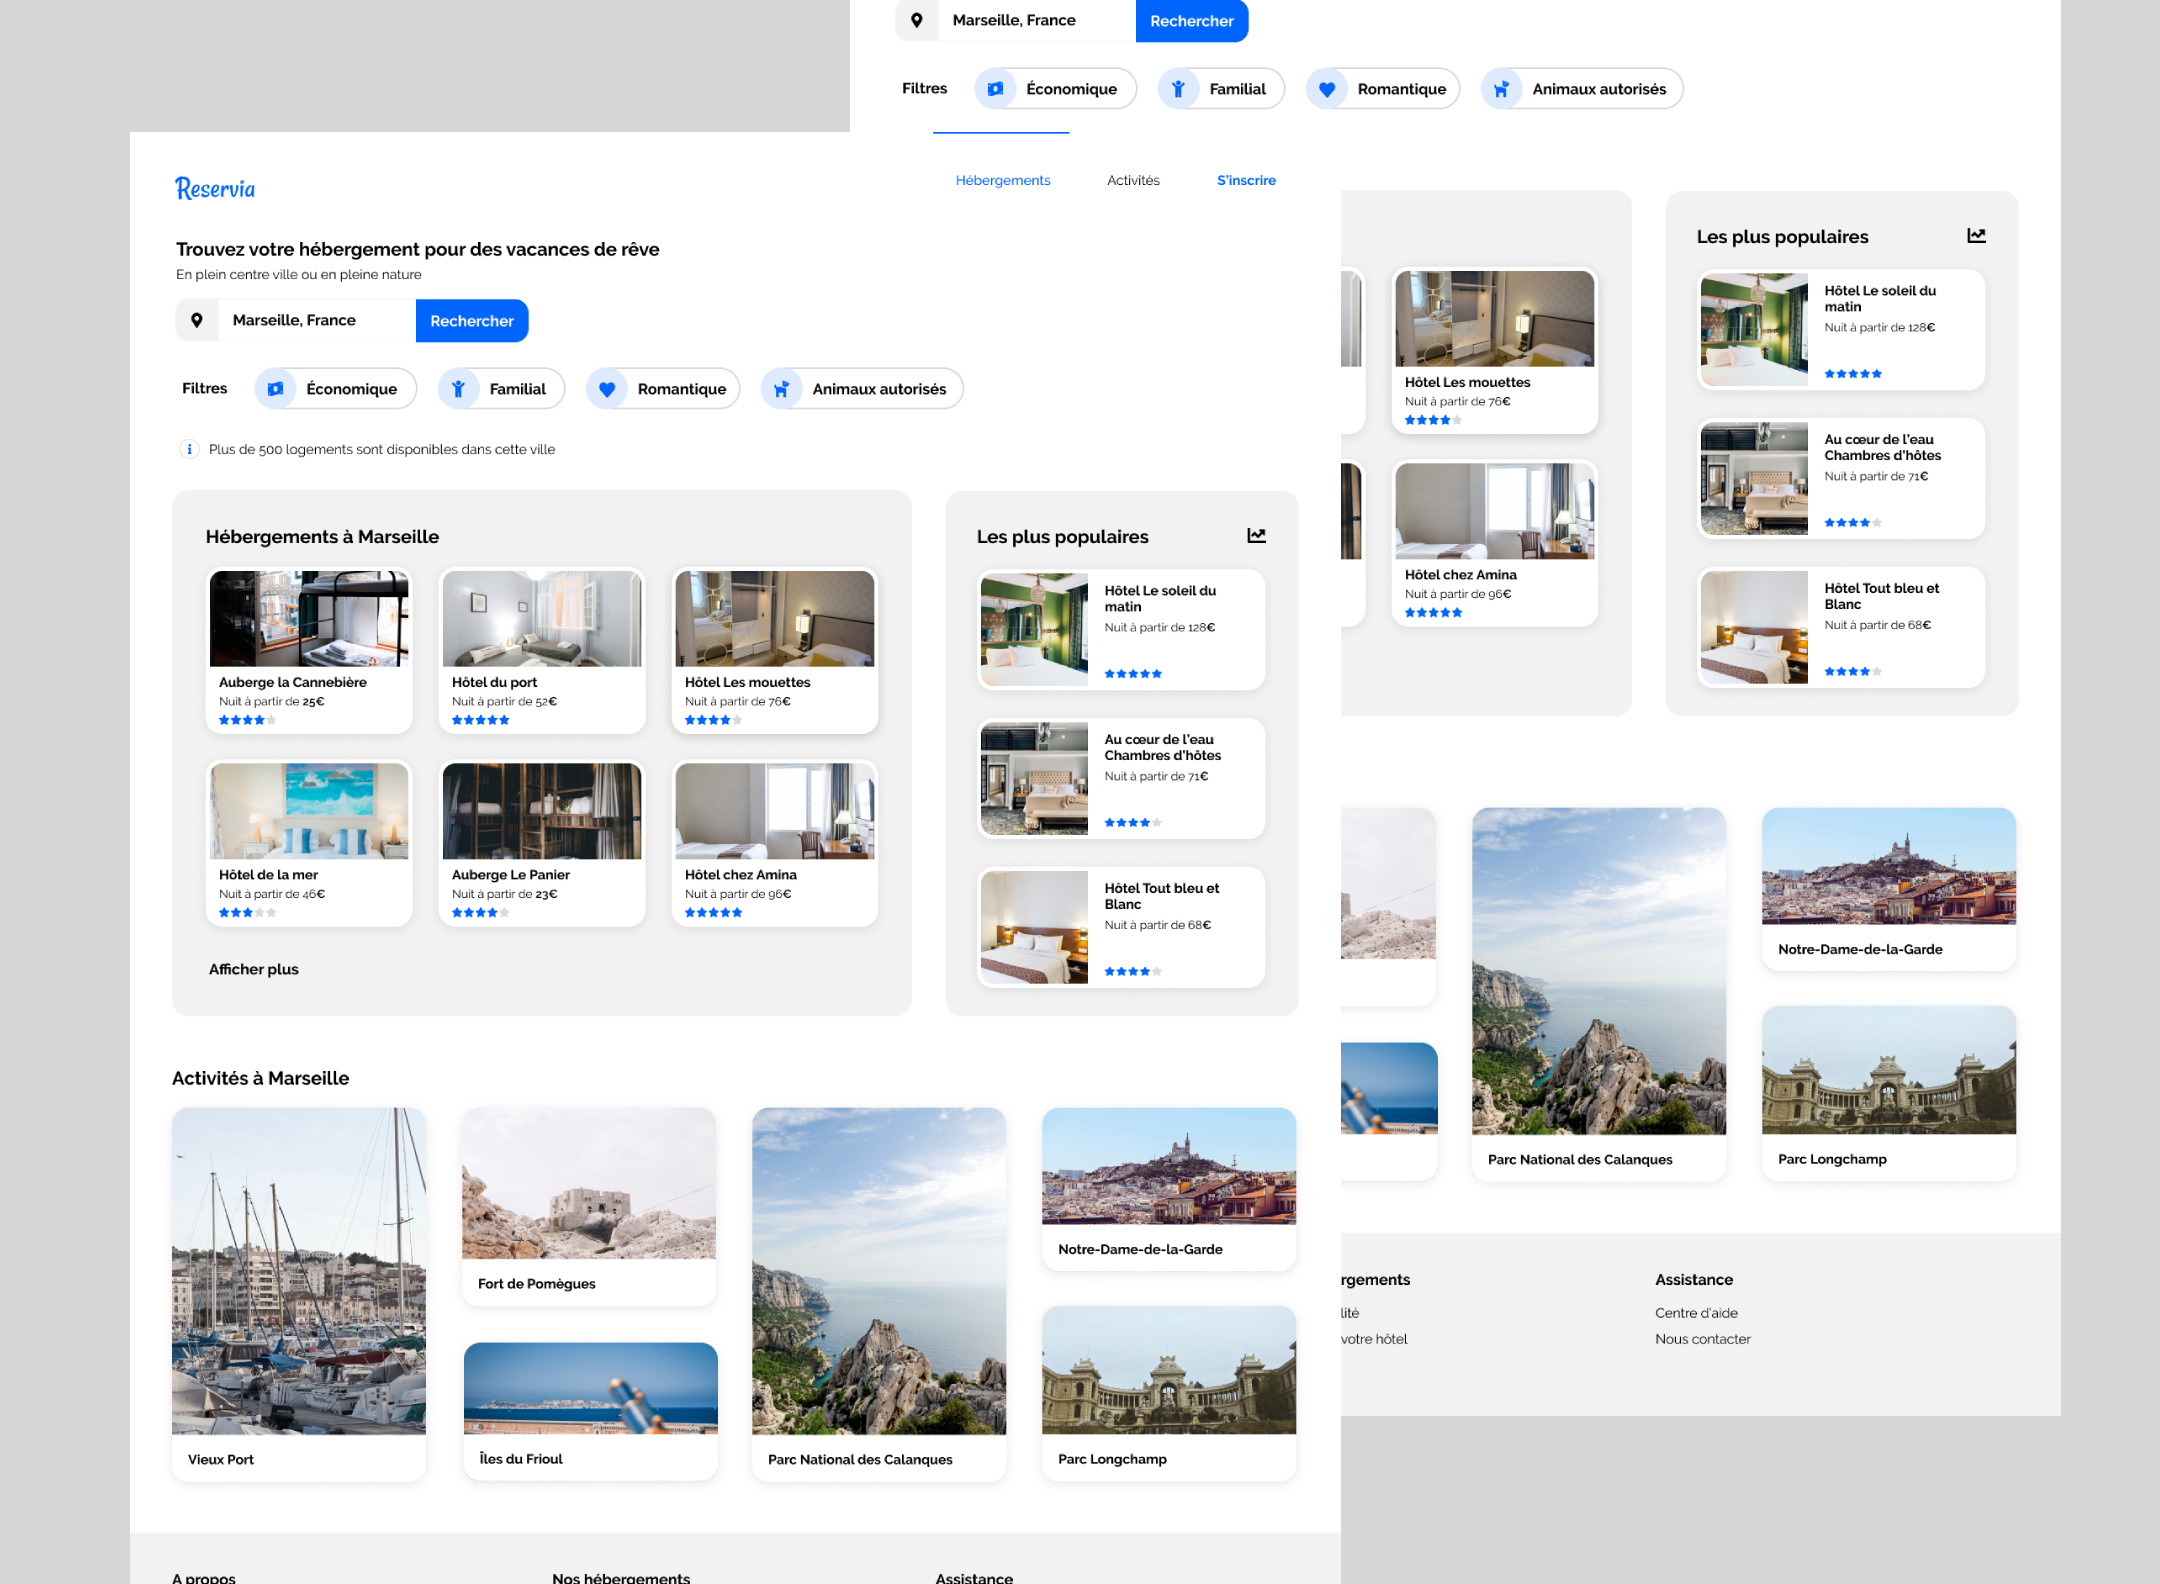 Marseille, France
Rechercher
Filtres
Économique
Familial
Romantique
Animaux autorisés
Reservia
Hébergements
Activités
S'inscrire
Trouvez votre hébergement pour des vacances de rêve
En plein centre ville ou en pleine nature
Marseille, France
Rechercher
Filtres
Économique
Familial
Romantique
Animaux autorisés
Plus de 500 logements sont disponibles dans cette ville
Hébergements à Marseille
Auberge la Cannebière
Nuit à partir de 25€
Hôtel du port
Nuit à partir de 52€
Hôtel Les mouettes
Nuit à partir de 76€
Hôtel de la mer
Nuit à partir de 46€
Auberge Le Panier
Nuit à partir de 23€
Hôtel chez Amina
Nuit à partir de 96€
Afficher plus
Les plus populaires
Hôtel Le soleil du
matin
Nuit à partir de 128€
Au cœur de l'eau
Chambres d'hôtes
Nuit à partir de 71€
Hôtel Tout bleu et
Blanc
Nuit à partir de 68€
Activités à Marseille
Vieux Port
Fort de Pomègues
Îles du Frioul
Parc National des Calanques
Notre-Dame-de-la-Garde
Parc Longchamp
A propos
Nos hébergements
Assistance
Hôtel Les mouettes
Nuit à partir de 76€
Hôtel chez Amina
Nuit à partir de 96€
Les plus populaires
Hôtel Le soleil du
matin
Nuit à partir de 128€
Au cœur de l'eau
Chambres d'hôtes
Nuit à partir de 71€
Hôtel Tout bleu et
Blanc
Nuit à partir de 68€
Parc National des Calanques
Notre-Dame-de-la-Garde
Parc Longchamp
rgements
lité
votre hôtel
Assistance
Centre d'aide
Nous contacter